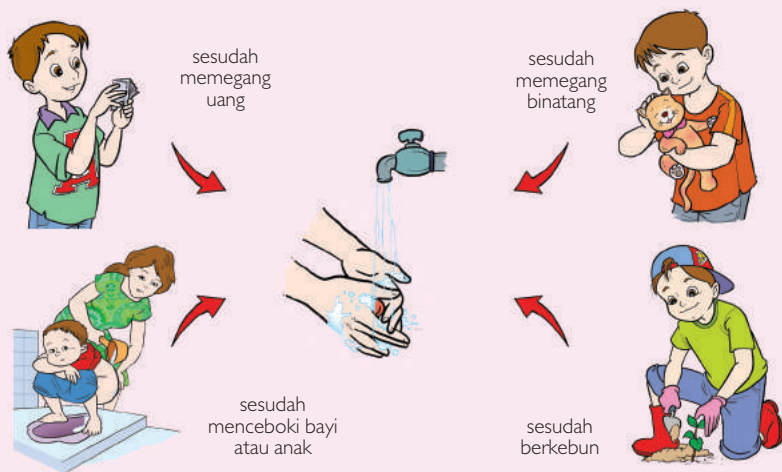 sesudah
memegang
uang
sesudah
memegang
binatang
sesudah
menceboki bayi
atau anak
sesudah
berkebun